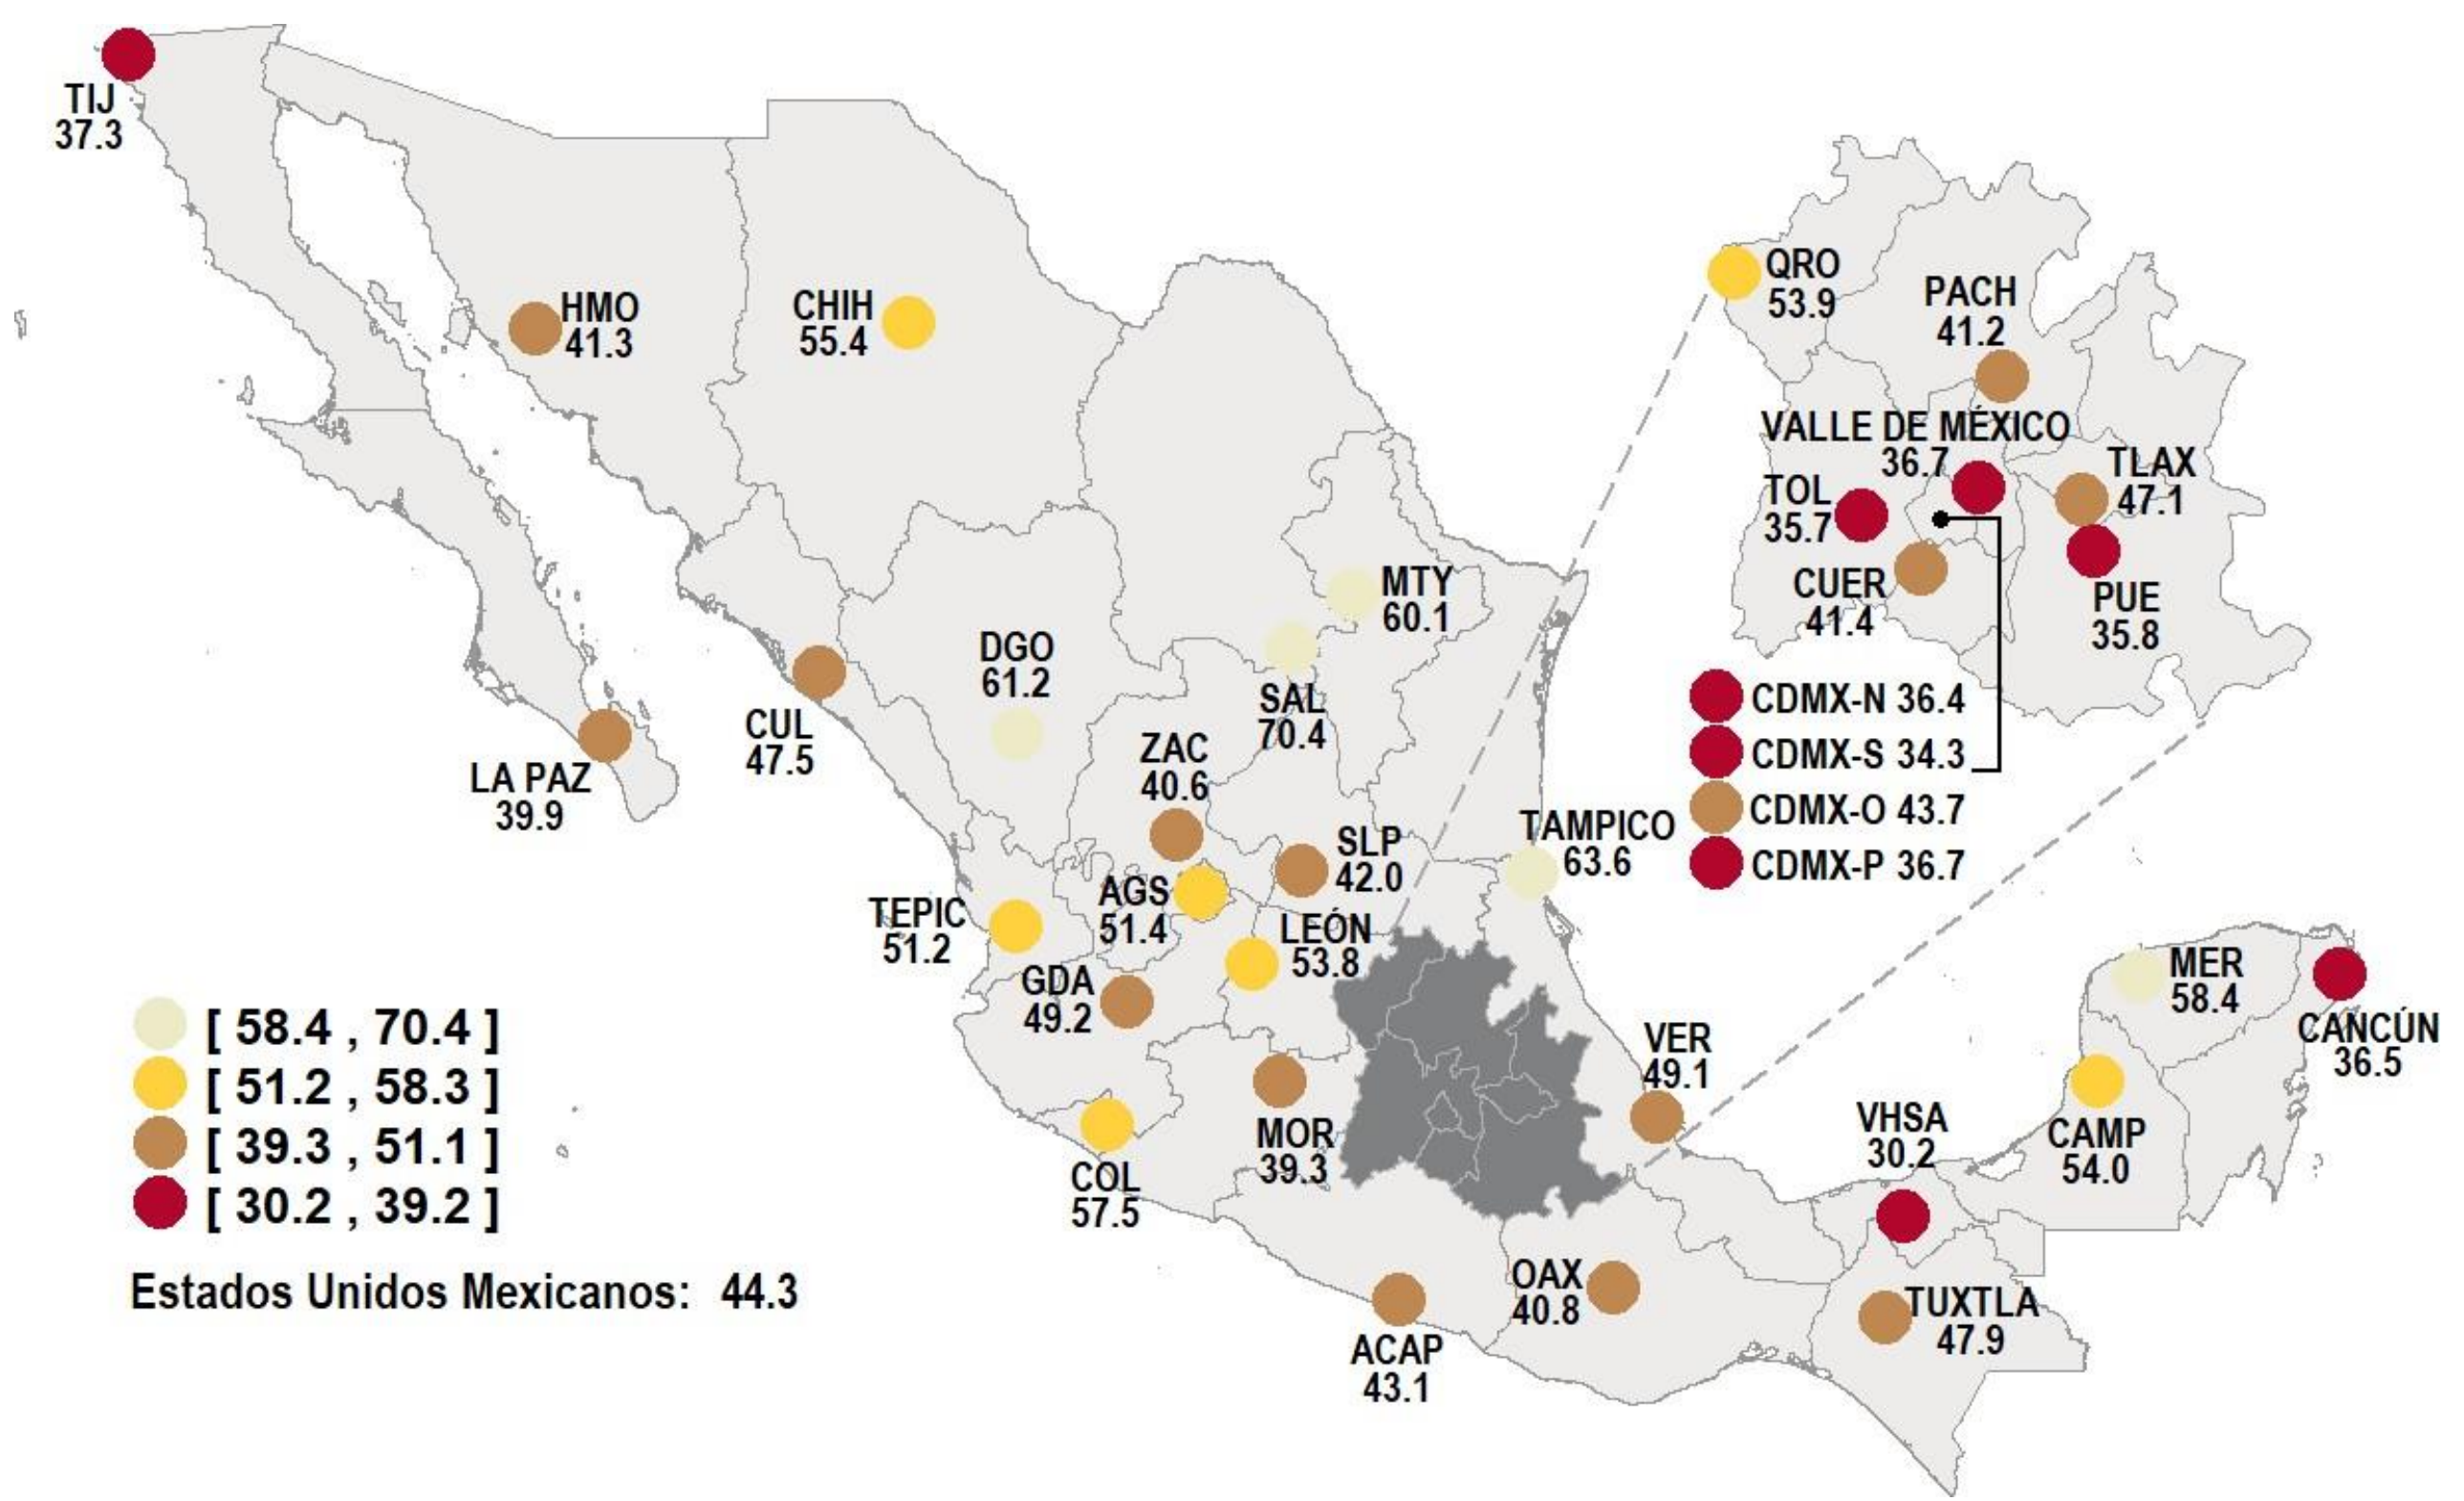 TIJ
37.3
HMO
41.3
CHIH
55.4
QRO
53.9
PACH
41.2
VALLE DE MÉXICO
36.7
TLAX
47.1
TOL
35.7
CUER
41.4
PUE
35.8
CDMX-N 36.4
CDMX-S 34.3
CDMX-O 43.7
CDMX-P 36.7
MTY
60.1
SAL
70.4
DGO
61.2
CUL
47.5
LA PAZ
39.9
ZAC
40.6
SLP
42.0
TAMPICO
63.6
AGS
51.4
TEPIC
51.2
LEÓN
53.8
GDA
49.2
MER
58.4
CANCÚN
36.5
VER
49.1
CAMP
54.0
VHSA
30.2
MOR
39.3
COL
57.5
OAX
40.8
TUXTLA
47.9
ACAP
43.1
[ 58.4 , 70.4 ]
[ 51.2 , 58.3 ]
[ 39.3 , 51.1 ]
[ 30.2 , 39.2 ]
Estados Unidos Mexicanos: 44.3